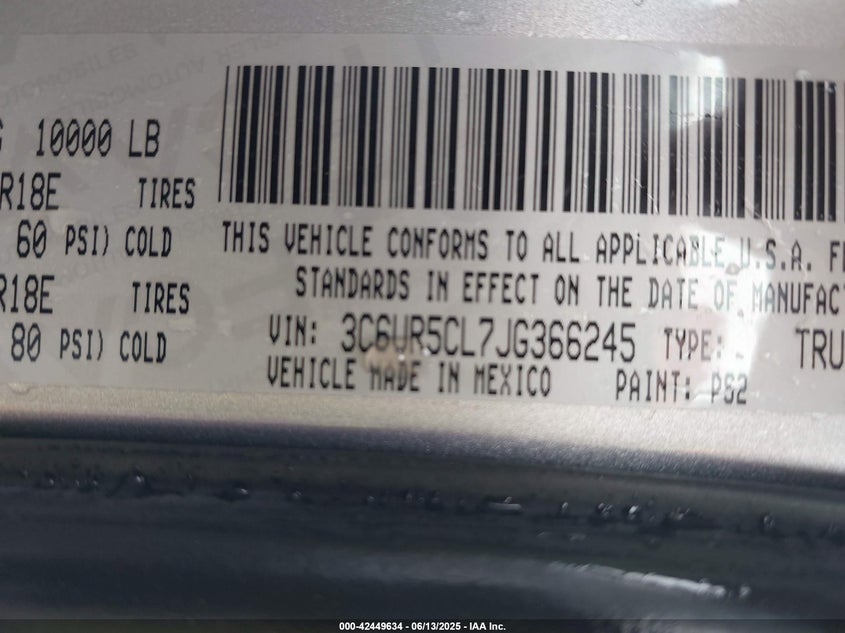 10000 LB
R18E TIRES
60 PSI) COLD
R18E TIRES
80 PSI) COLD
THIS VEHICLE CONFORMS TO ALL APPLICABLE U.S.A.
STANDARDS IN EFFECT ON THE DATE OF MANUFAC
VIN: 3C6UR5CL7JG366245 TYPE: TRU
VEHICLE MADE IN MEXICO PAINT: PS2
000-42449634 - 06/13/2025 - IAA Inc.